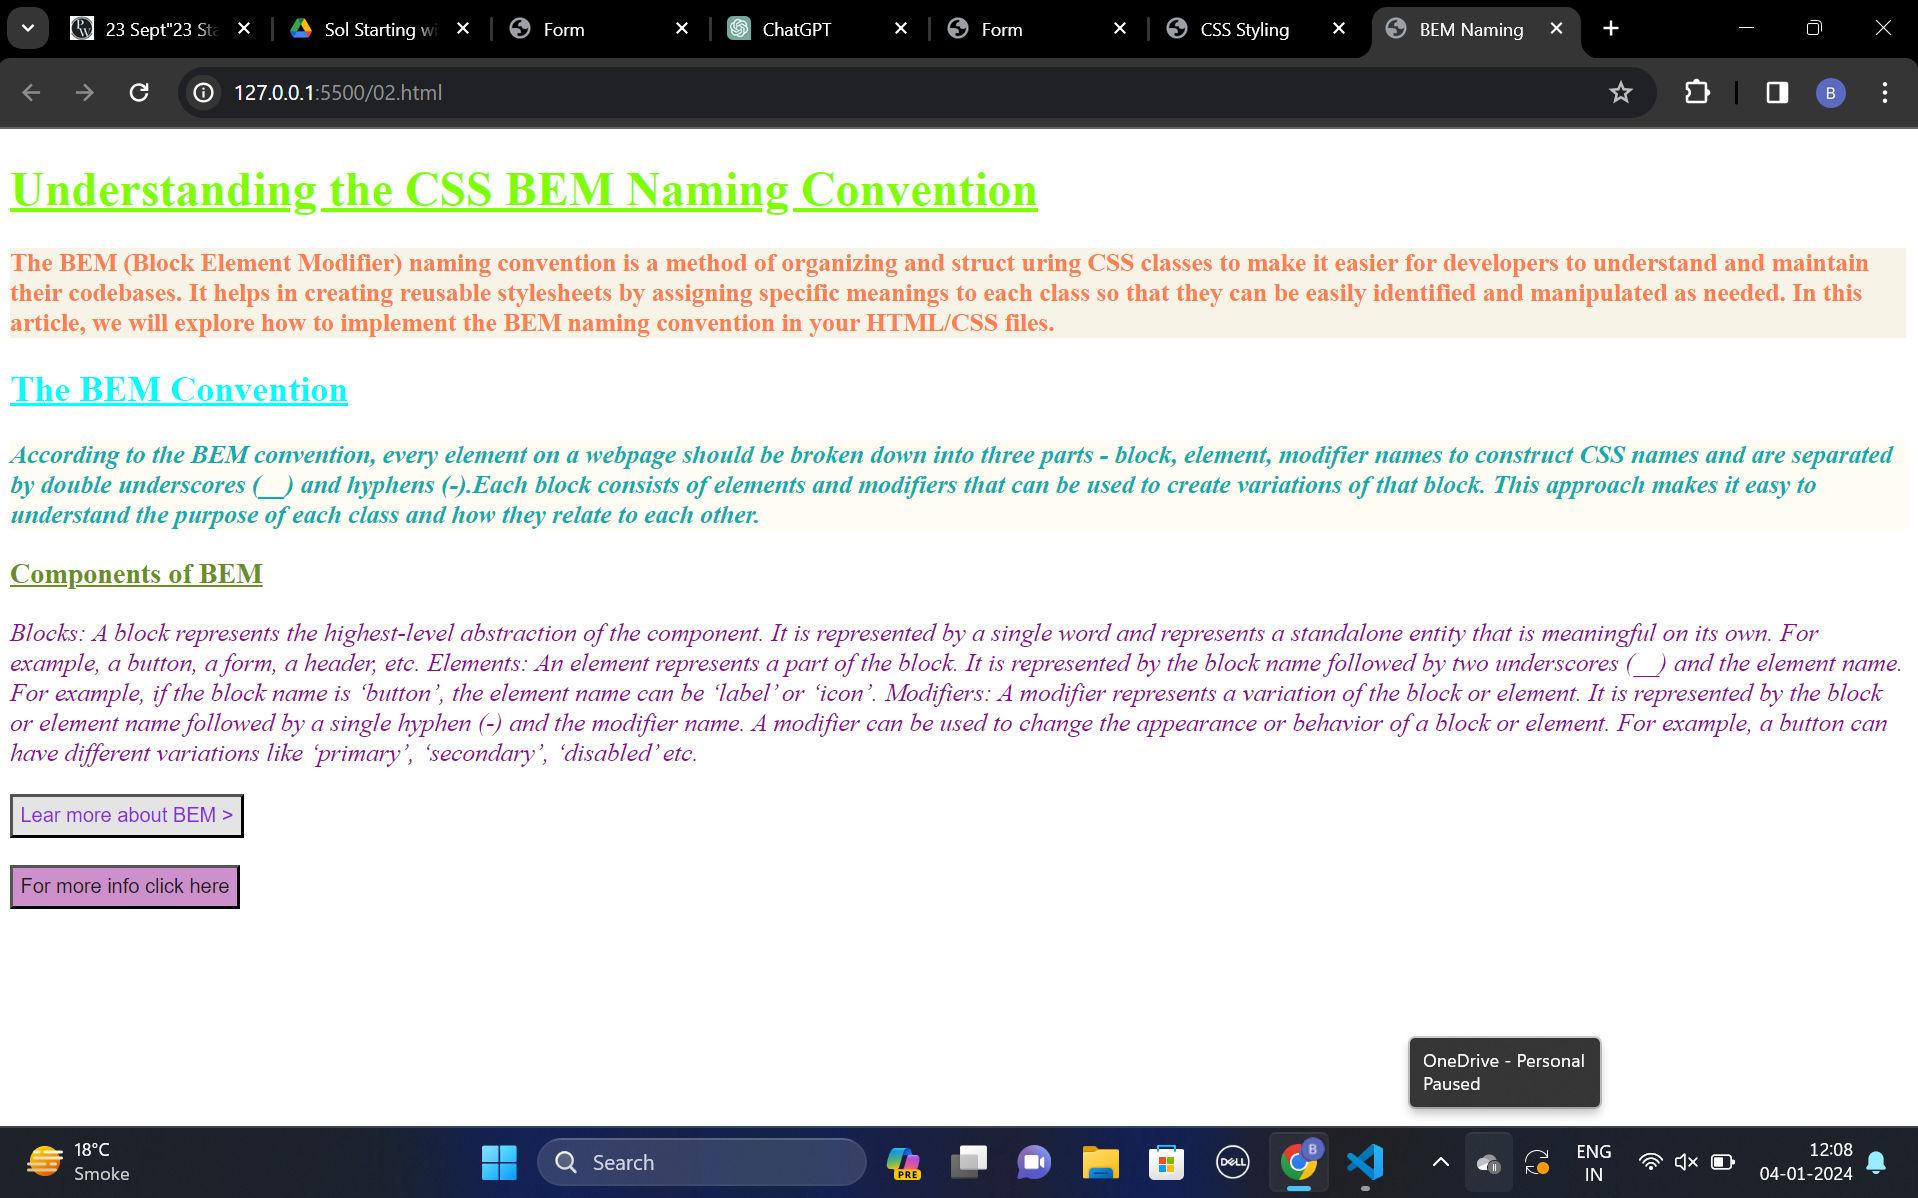 23 Sept"23 Sta
Sol Starting wi
Form
ChatGPT
Form
CSS Styling
BEM Naming
127.0.0.1:5500/02.html
B
Understanding the CSS BEM Naming Convention
The BEM (Block Element Modifier) naming convention is a method of organizing and struct uring CSS classes to make it easier for developers to understand and maintain
their codebases. It helps in creating reusable stylesheets by assigning specific meanings to each class so that they can be easily identified and manipulated as needed. In this
article, we will explore how to implement the BEM naming convention in your HTML/CSS files.
The BEM Convention
According to the BEM convention, every element on a webpage should be broken down into three parts - block, element, modifier names to construct CSS names and are separated
by double underscores (__) and hyphens (-).Each block consists of elements and modifiers that can be used to create variations of that block. This approach makes it easy to
understand the purpose of each class and how they relate to each other.
Components of BEM
Blocks: A block represents the highest-level abstraction of the component. It is represented by a single word and represents a standalone entity that is meaningful on its own. For
example, a button, a form, a header, etc. Elements: An element represents a part of the block. It is represented by the block name followed by two underscores (__) and the element name.
For example, if the block name is ‘button’, the element name can be ‘label’ or ‘icon’. Modifiers: A modifier represents a variation of the block or element. It is represented by the block
or element name followed by a single hyphen (-) and the modifier name. A modifier can be used to change the appearance or behavior of a block or element. For example, a button can
have different variations like ‘primary’, ‘secondary’, ‘disabled’ etc.
Lear more about BEM >
For more info click here
OneDrive - Personal
Paused
18°C
Smoke
Search
PRE
DELL
B
ENG
IN
12:08
04-01-2024